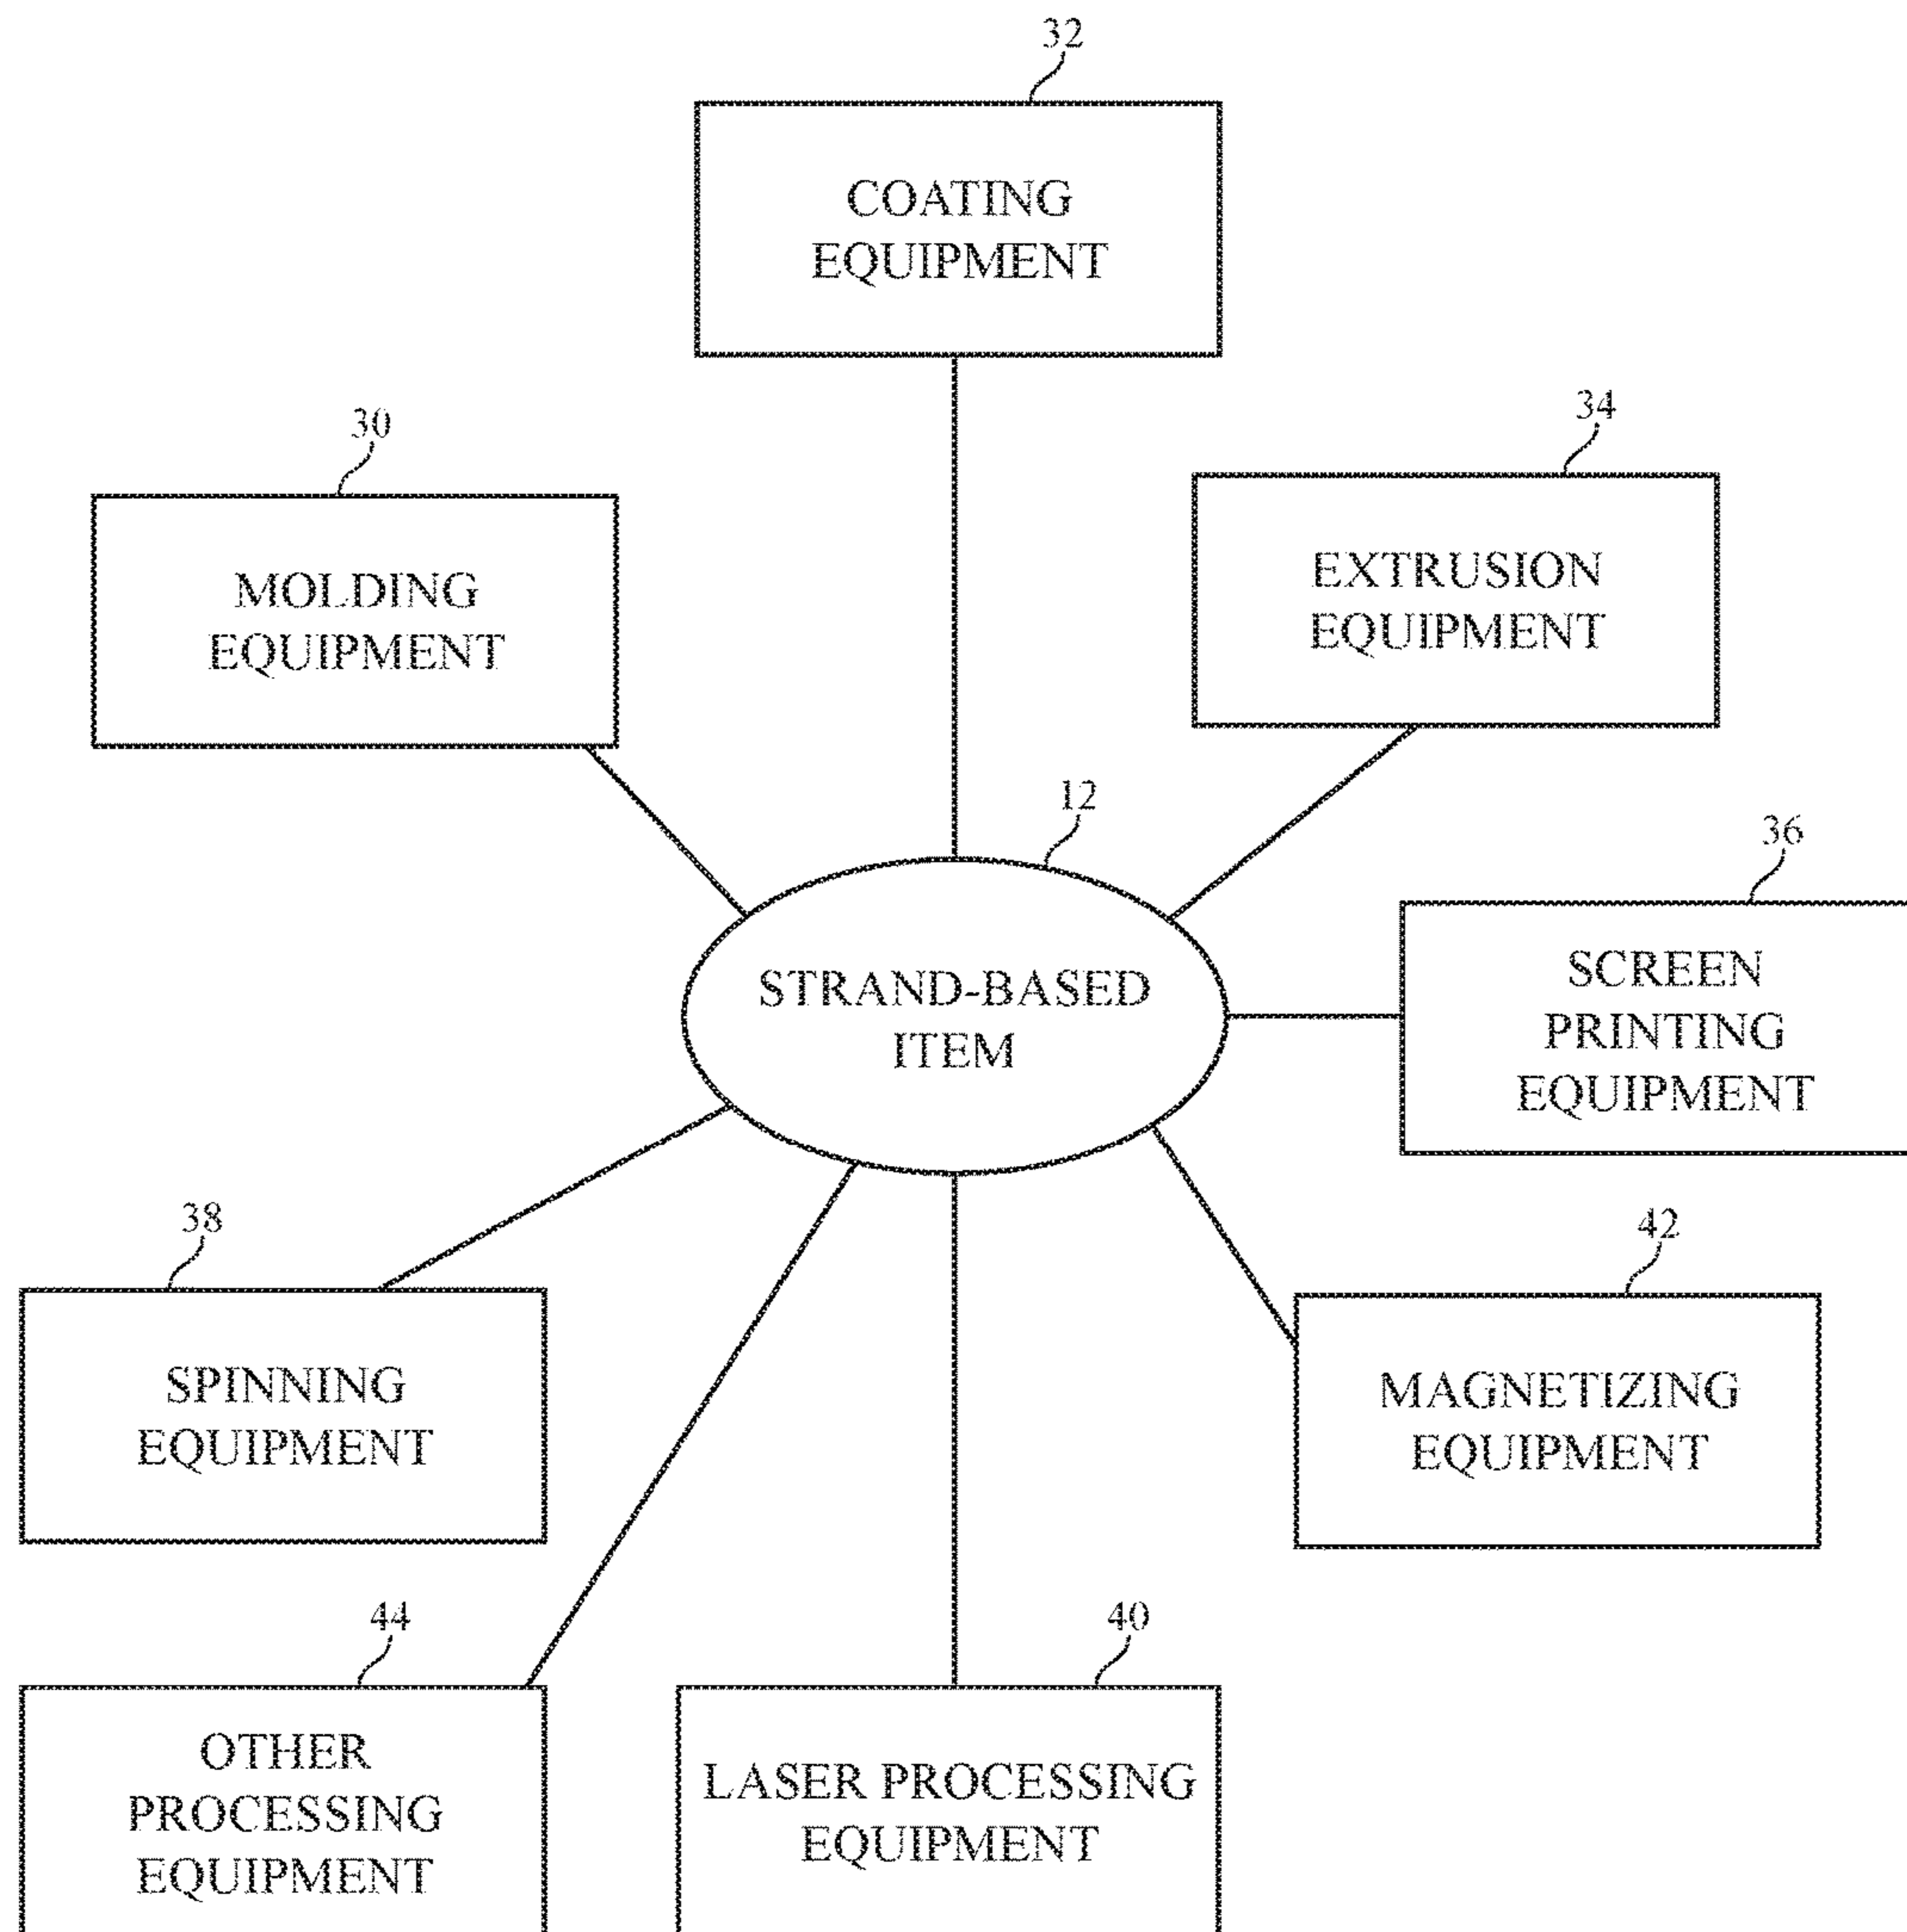 32
COATING
EQUIPMENT
30
MOLDING
EQUIPMENT
34
EXTRUSION
EQUIPMENT
12
STRAND-BASED
ITEM
36
SCREEN
PRINTING
EQUIPMENT
38
SPINNING
EQUIPMENT
42
MAGNETIZING
EQUIPMENT
44
OTHER
PROCESSING
EQUIPMENT
40
LASER PROCESSING
EQUIPMENT